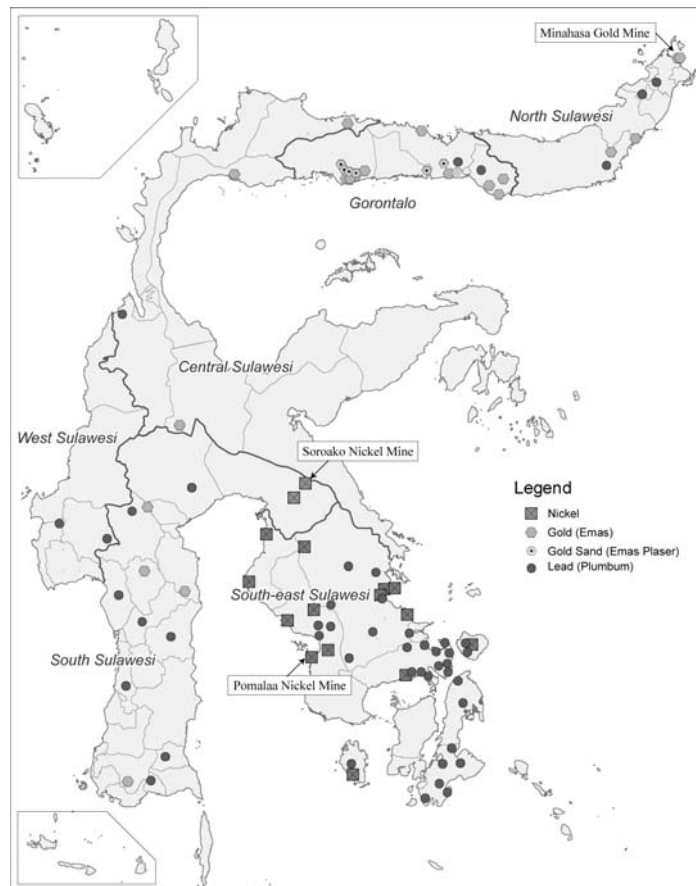 Minahasa Gold Mine
North Sulawesi
Gorontalo
Central Sulawesi
West Sulawesi
Soroako Nickel Mine
Legend
Nickel
Gold (Emas)
Gold Sand (Emas Plaser)
Lead (Plumbum)
South-east Sulawesi
South Sulawesi
Pomalaa Nickel Mine